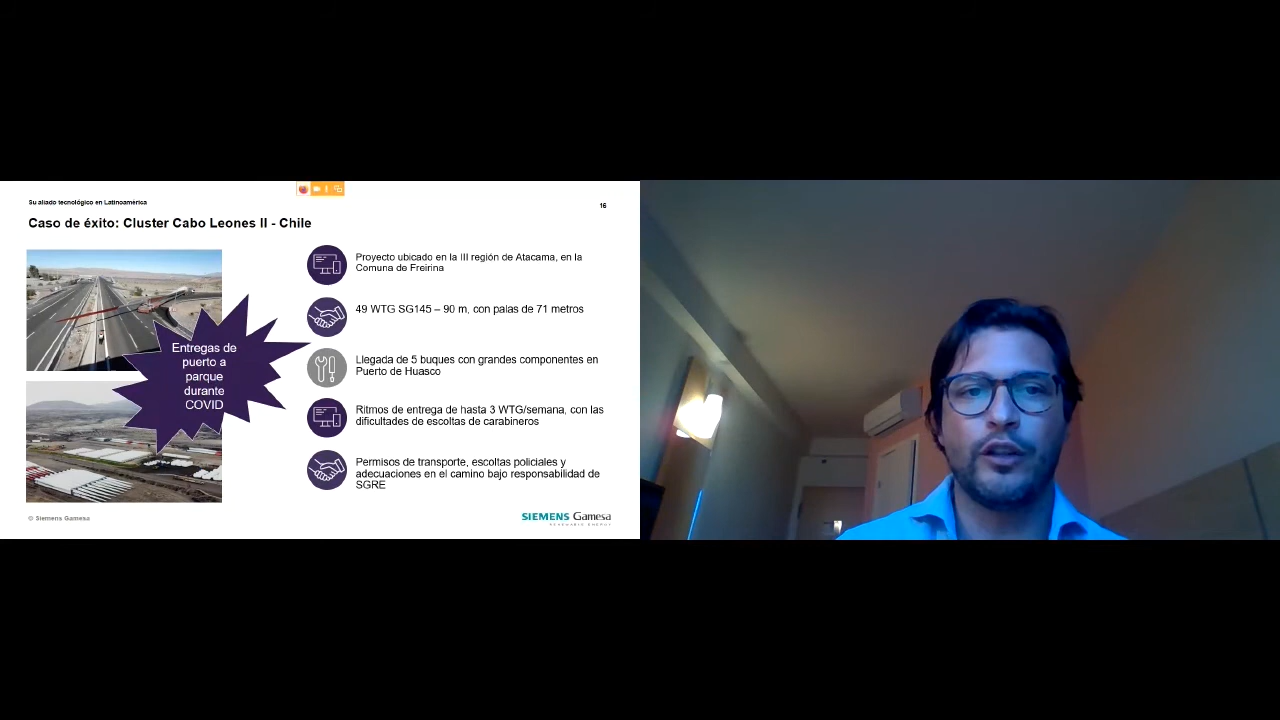 Su aliado tecnológico en Latinoamérica
16
Caso de éxito: Cluster Cabo Leones II - Chile
Entregas de
puerto a
parque
durante
COVID
Proyecto ubicado en la III región de Atacama, en la
Comuna de Freirina
49 WTG SG145 – 90 m, con palas de 71 metros
Llegada de 5 buques con grandes componentes en
Puerto de Huasco
Ritmos de entrega de hasta 3 WTG/semana, con las
dificultades de escoltas de carabineros
Permisos de transporte, escoltas policiales y
adecuaciones en el camino bajo responsabilidad de
SGRE
© Siemens Gamesa
SIEMENS Gamesa
RENEWABLE ENERGY